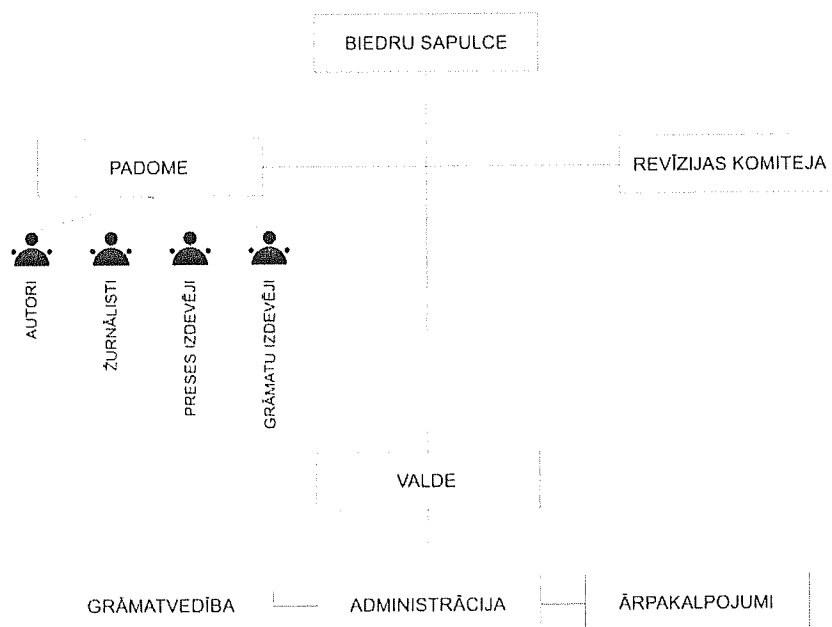 BIEDRU SAPULCE
PADOME
REVĪZIJAS KOMITEJA
AUTORI
ŽURNĀLISTI
PRESES IZDEVĒJI
GRĀMATU IZDEVĒJI
VALDE
GRĀMATVEDĪBA
ADMINISTRĀCIJA
ĀRPAKALPOJUMI